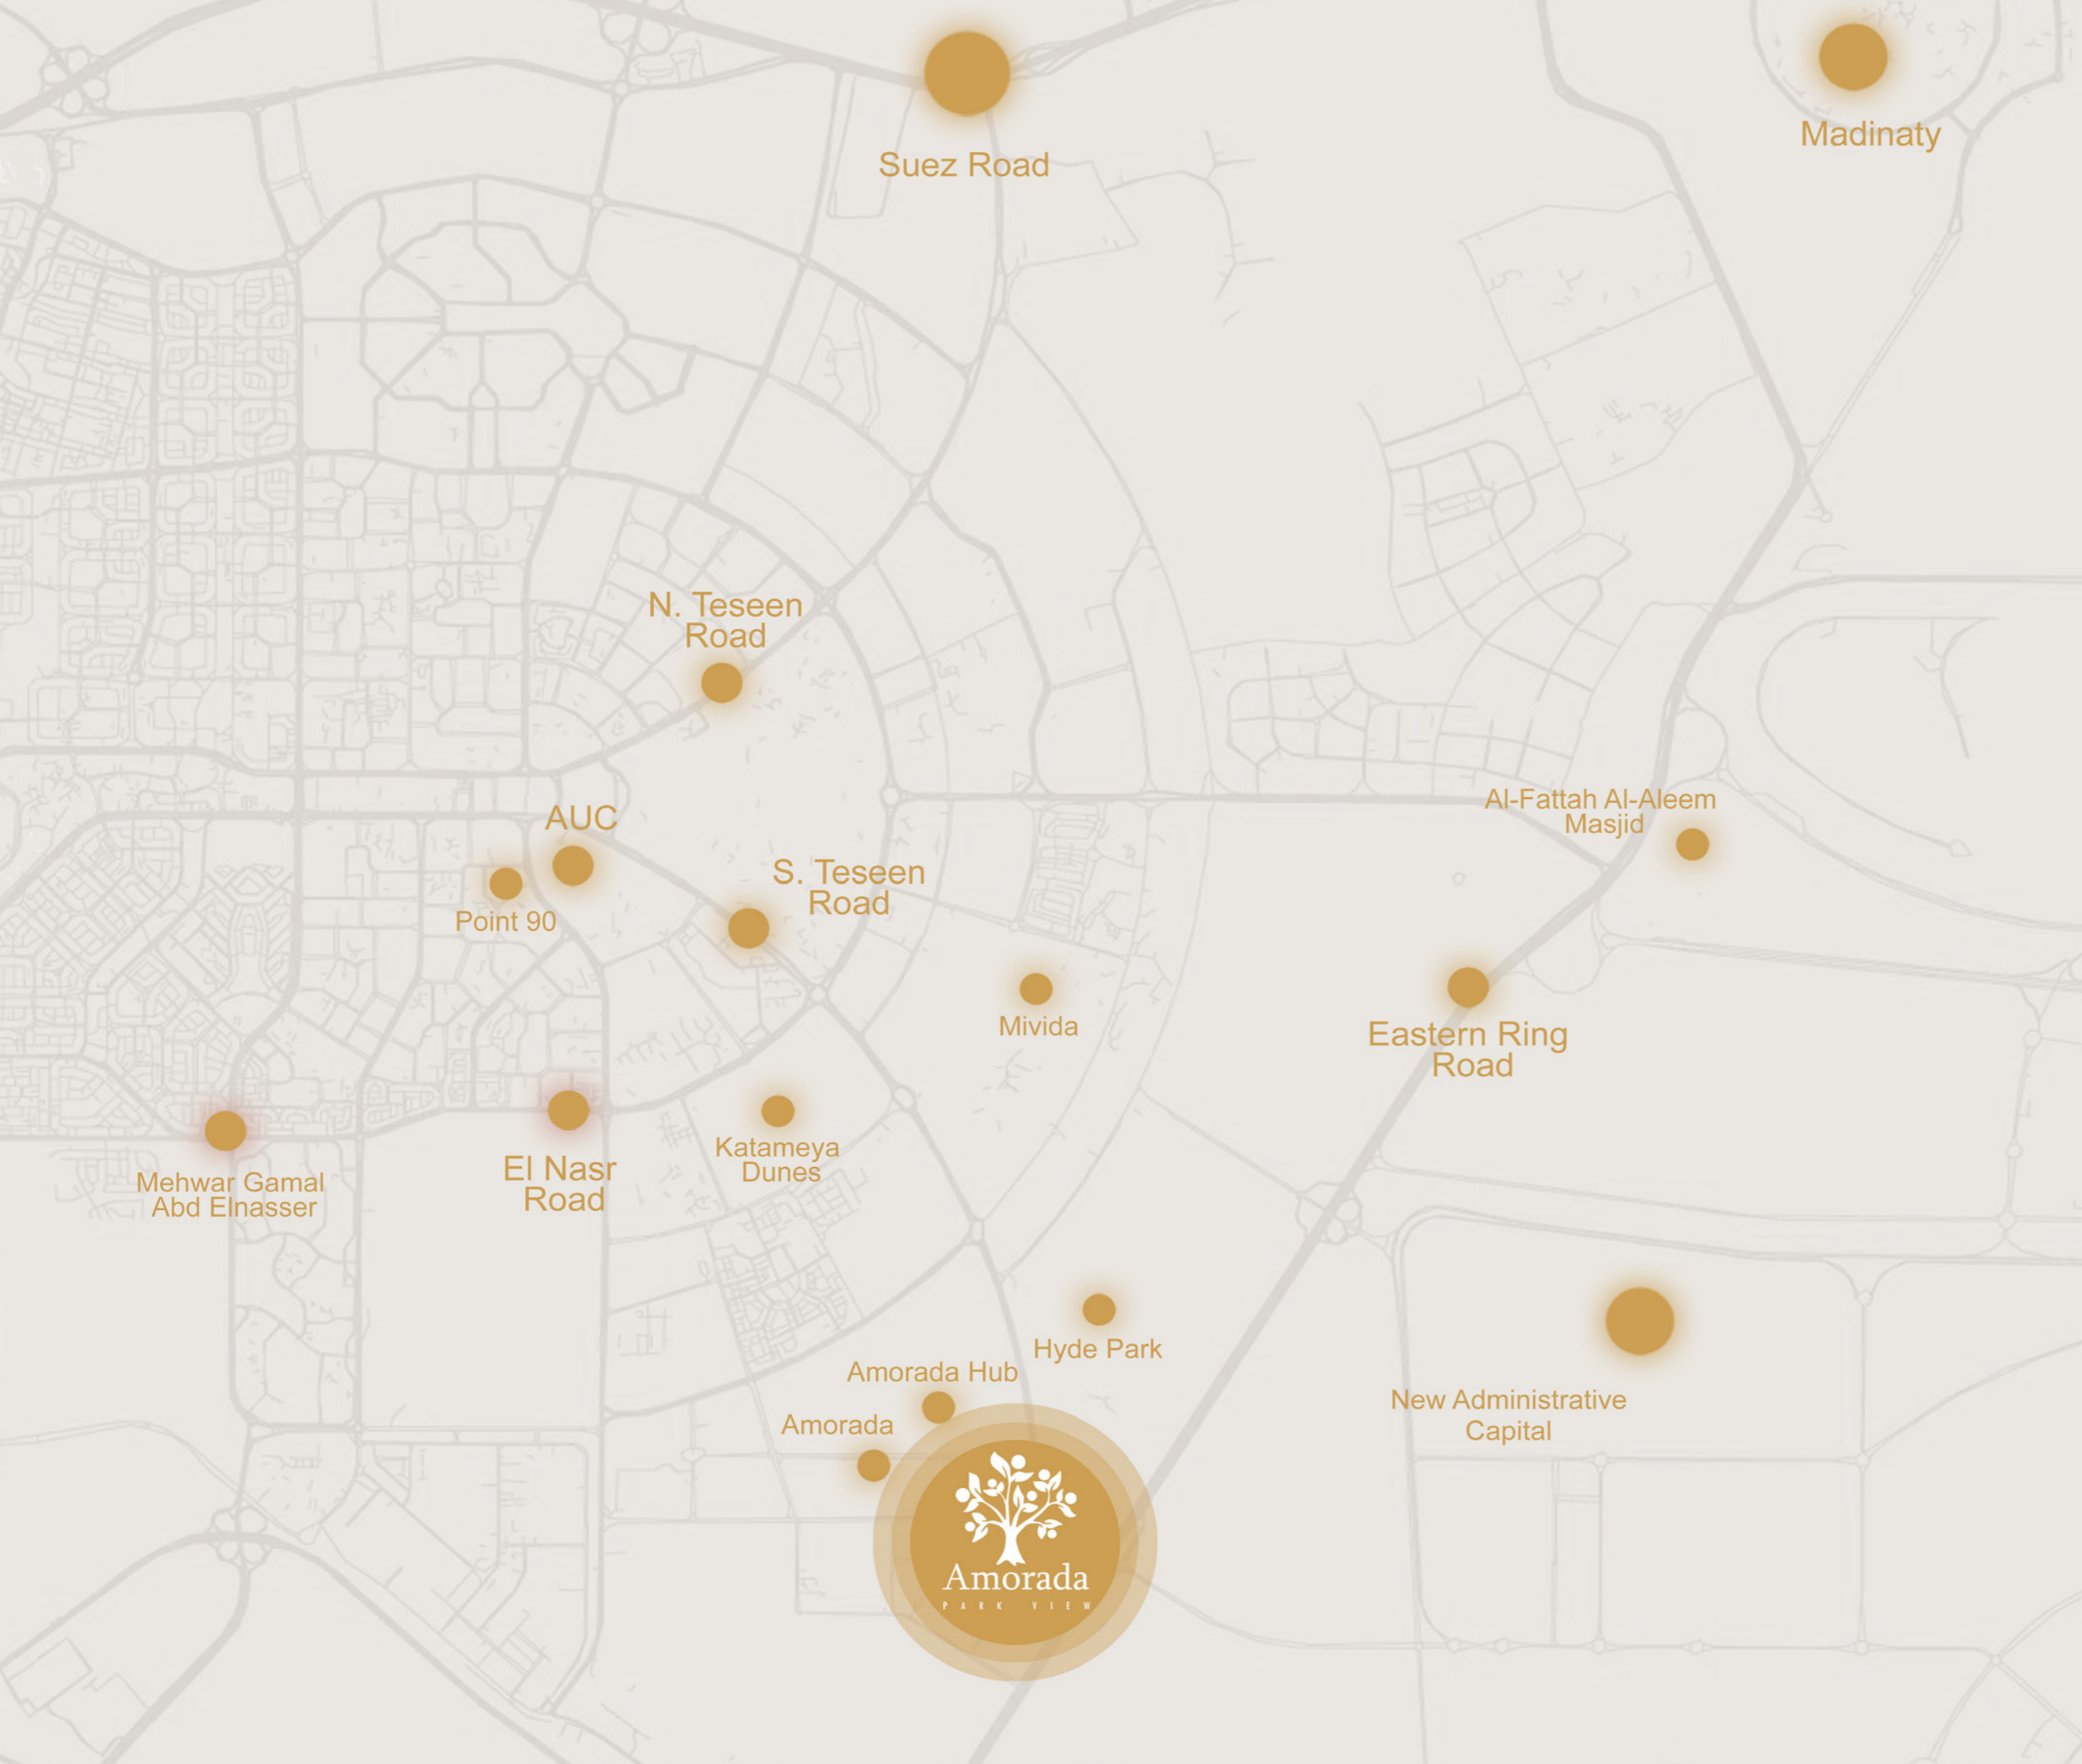 Madinaty
Suez Road
N. Teseen
Road
Al-Fattah Al-Aleem
Masjid
AUC
S. Teseen
Road
Point 90
Mivida
Eastern Ring
Road
Katameya
Dunes
El Nasr
Road
Mehwar Gamal
Abd Elnasser
Hyde Park
Amorada Hub
New Administrative
Capital
Amorada
Amorada
PARK VIEW